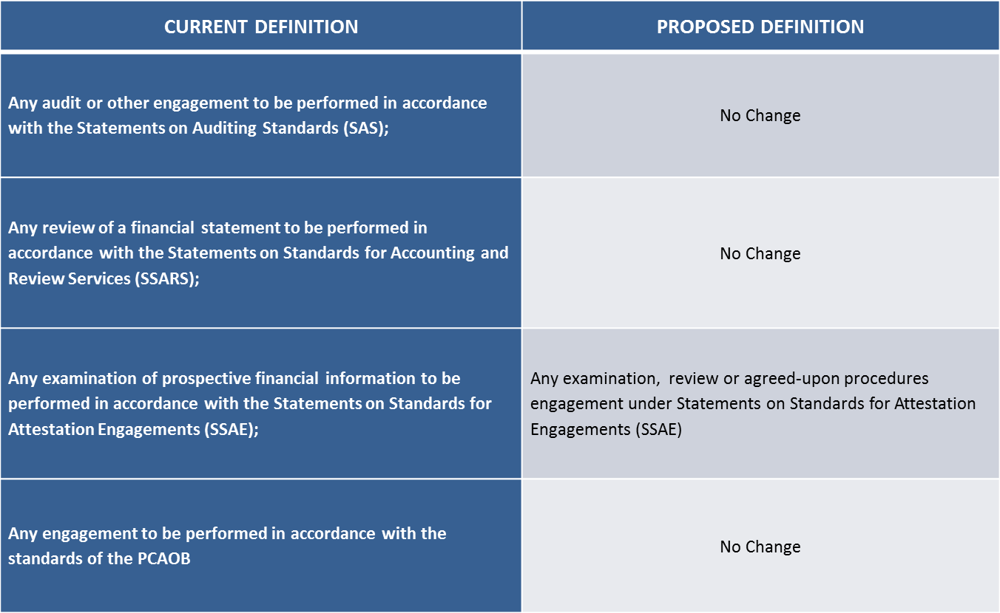 CURRENT DEFINITION
PROPOSED DEFINITION
Any audit or other engagement to be performed in accordance
with the Statements on Auditing Standards (SAS);
No Change
Any review of a financial statement to be performed in
accordance with the Statements on Standards for Accounting and
Review Services (SSARS);
No Change
Any examination of prospective financial information to be
performed in accordance with the Statements on Standards for
Attestation Engagements (SSAE);
Any examination, review or agreed-upon procedures
engagement under Statements on Standards for Attestation
Engagements (SSAE)
Any engagement to be performed in accordance with the
standards of the PCAOB
No Change